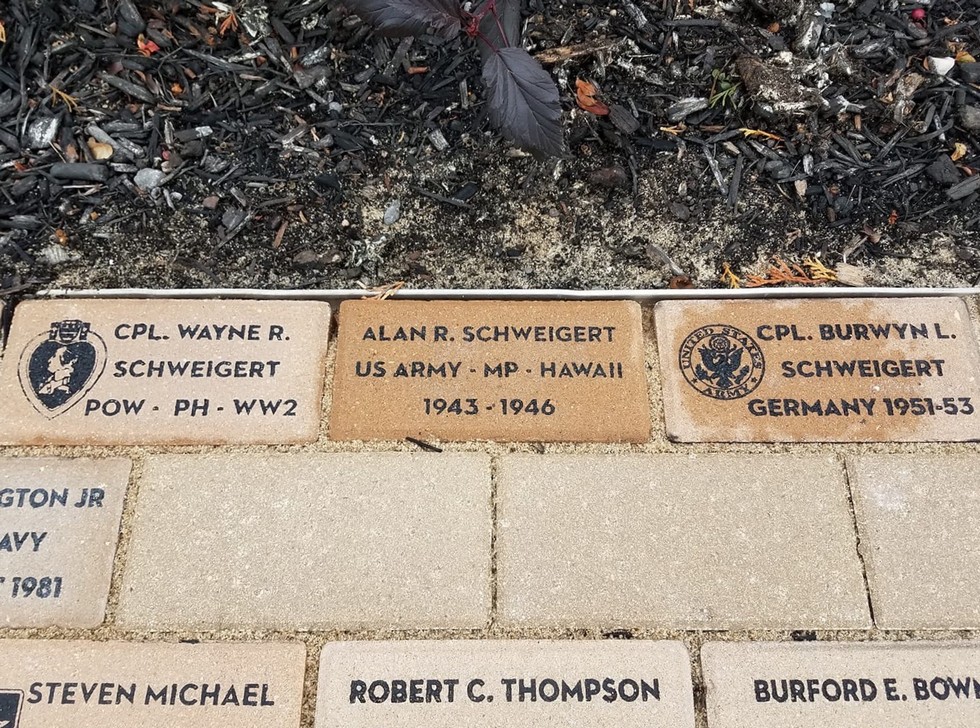 CPL. WAYNE R.
SCHWEIGERT
POW - PH - WW2
ALAN R. SCHWEIGERT
US ARMY - MP - HAWAII
1943 - 1946
UNITED STATES
ARMY
CPL. BURWYN L.
SCHWEIGERT
GERMANY 1951-53
GTON JR
AVY
1981
STEVEN MICHAEL
ROBERT C. THOMPSON
BURFORD E. BOWN